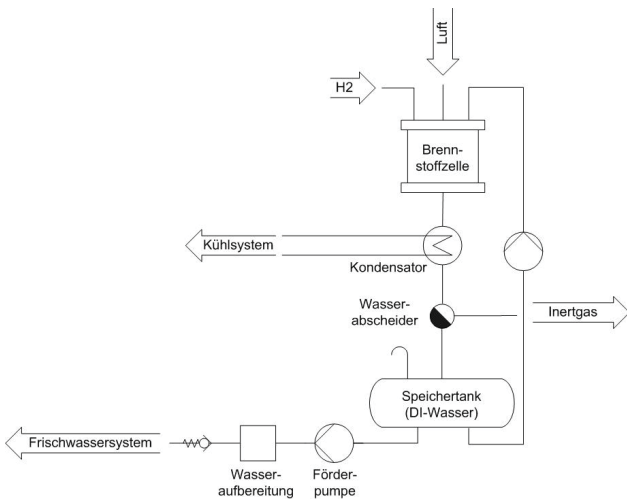 Luft
H2
Brenn-
stoffzelle
Kühlsystem
Kondensator
Wasser-
abscheider
Inertgas
Speichertank
(DI-Wasser)
Frischwassersystem
Wasser-
aufbereitung
Förder-
pumpe